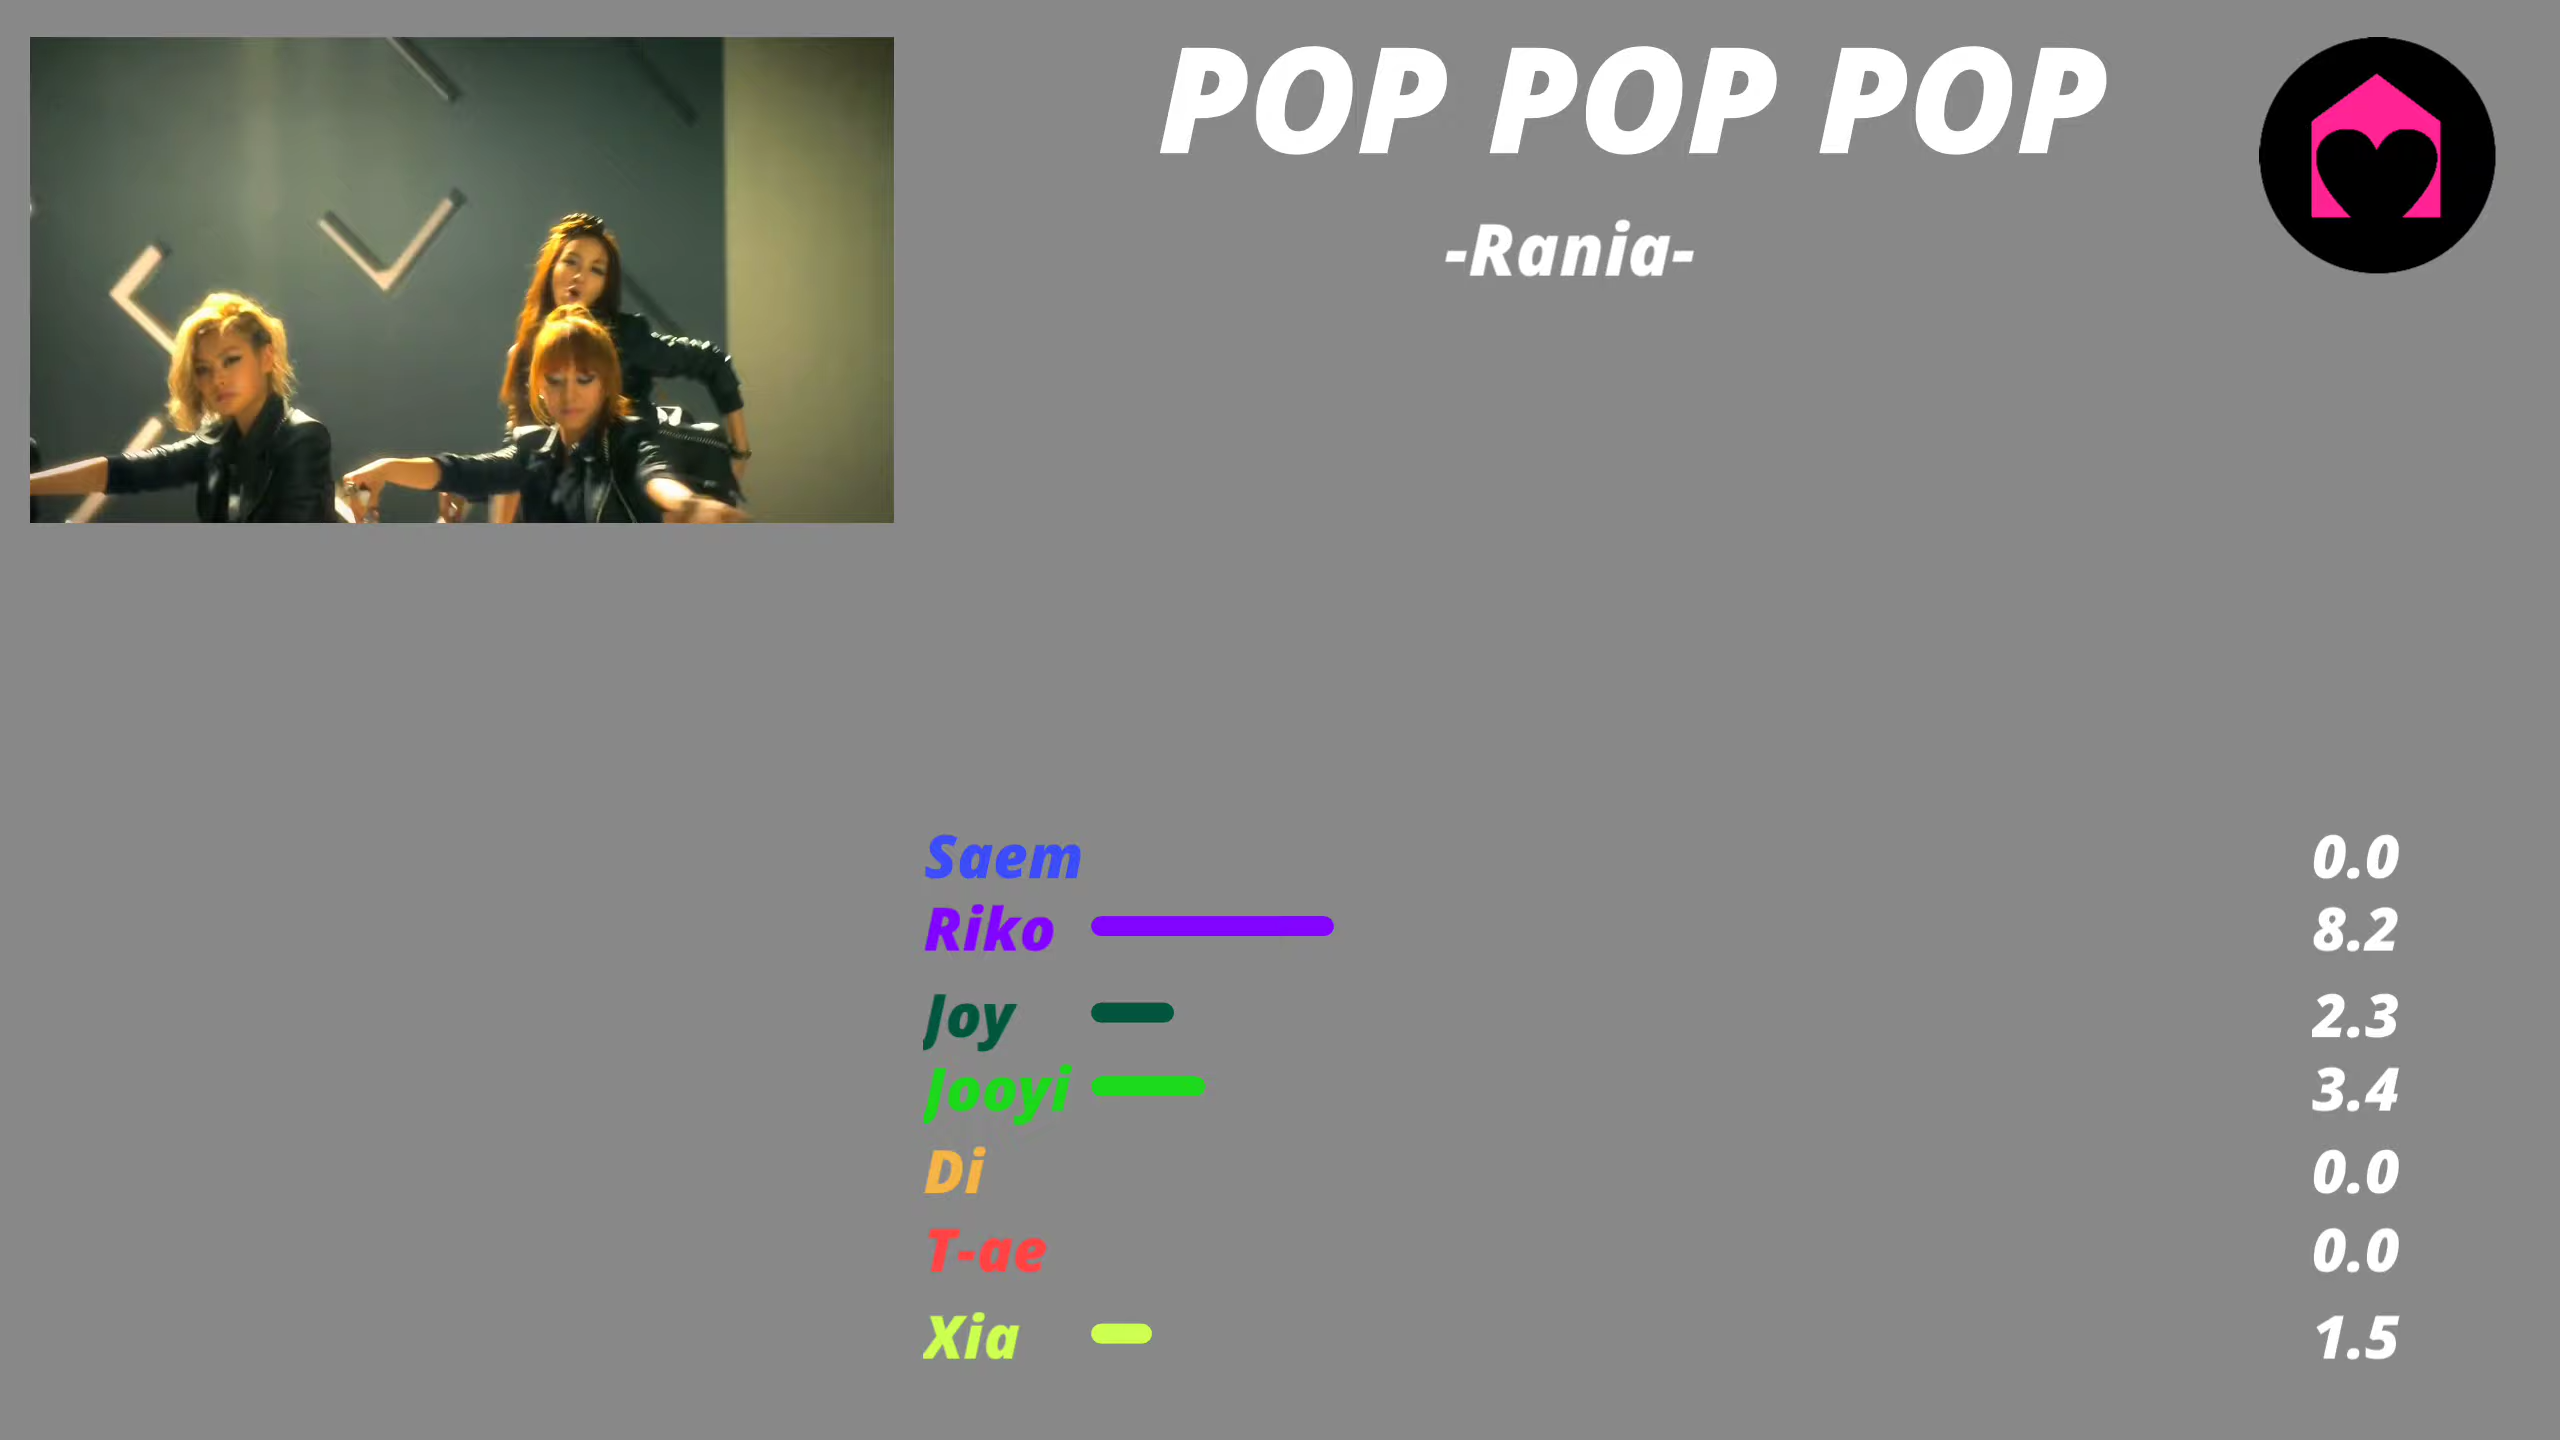 POP POP POP
-Rania-
Saem 0.0
Riko 8.2
Joy 2.3
Jooyi 3.4
Di 0.0
T-ae 0.0
Xia 1.5